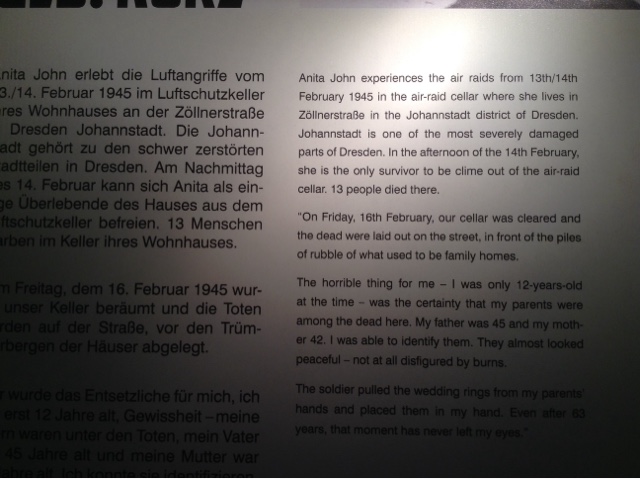 KURZ
nita John erlebt die Luftangriffe vom
3./14. Februar 1945 im Luftschutzkeller
res Wohnhauses an der Zöllnerstraße
Dresden Johannstadt. Die Johann-
adt gehört zu den schwer zerstörten
adtteilen in Dresden. Am Nachmittag
es 14. Februar kann sich Anita als ein-
ge Überlebende des Hauses aus dem
ftschutzkeller befreien. 13 Menschen
arben im Keller ihres Wohnhauses.
m Freitag, dem 16. Februar 1945 wur-
unser Keller beräumt und die Toten
rden auf der Straße, vor den Trüm-
rbergen der Häuser abgelegt.
r wurde das Entsetzliche für mich, ich
erst 12 Jahre alt, Gewissheit – meine
rn waren unter den Toten, mein Vater
45 Jahre alt und meine Mutter war
Jahre alt. Ich konnte sie identifizieren
Anita John experiences the air raids from 13th/14th
February 1945 in the air-raid cellar where she lives in
Zöllnerstraße in the Johannstadt district of Dresden.
Johannstadt is one of the most severely damaged
parts of Dresden. In the afternoon of the 14th February,
she is the only survivor to be clime out of the air-raid
cellar. 13 people died there.
"On Friday, 16th February, our cellar was cleared and
the dead were laid out on the street, in front of the piles
of rubble of what used to be family homes.
The horrible thing for me – I was only 12-years-old
at the time – was the certainty that my parents were
among the dead here. My father was 45 and my moth-
er 42. I was able to identify them. They almost looked
peaceful – not at all disfigured by burns.
The soldier pulled the wedding rings from my parents'
hands and placed them in my hand. Even after 63
years, that moment has never left my eyes."